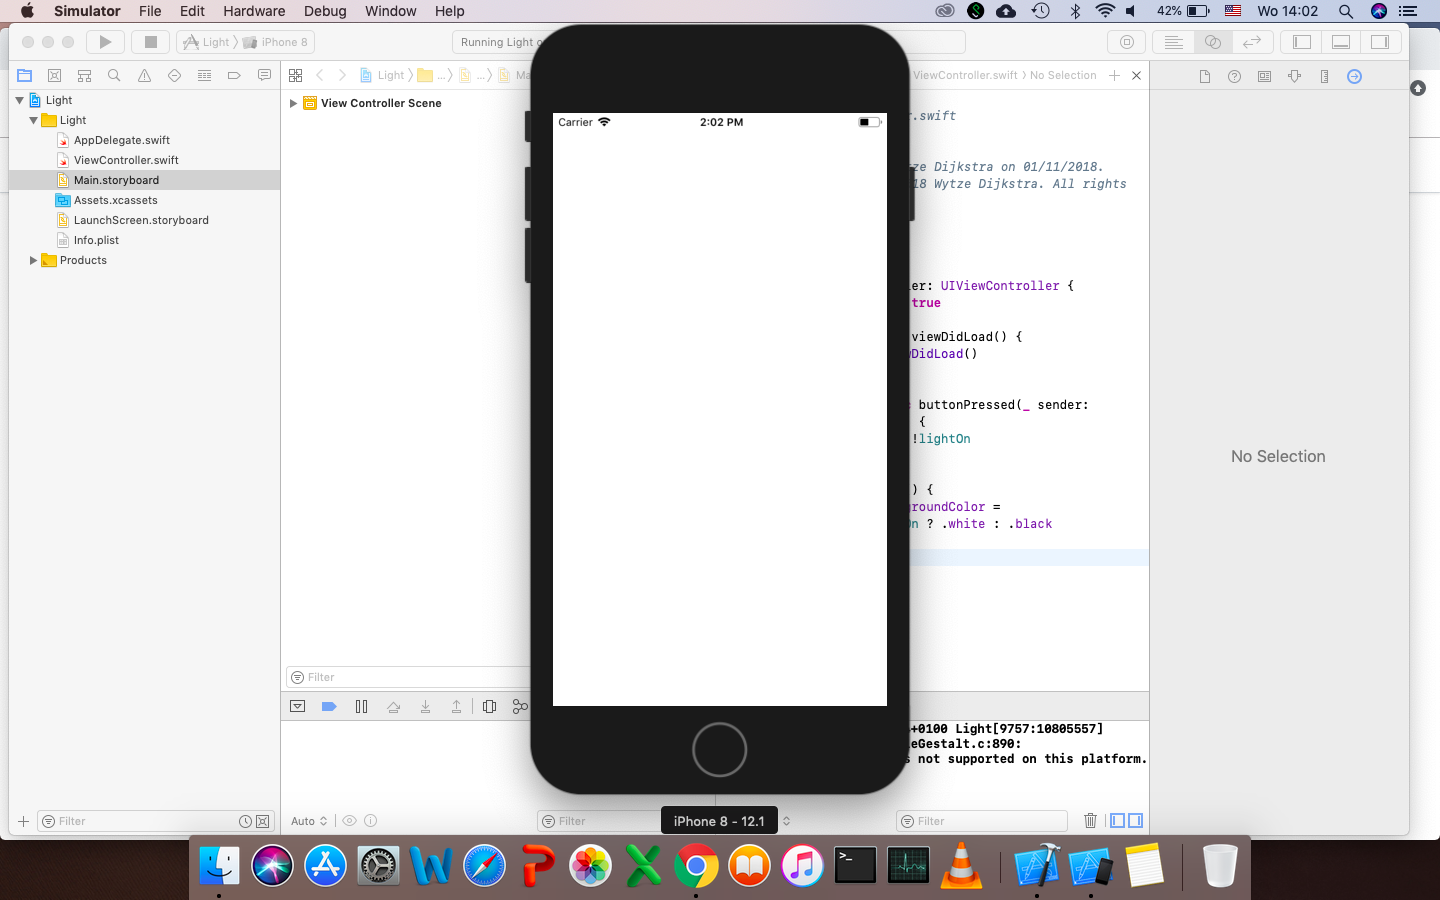 Simulator File Edit Hardware Debug Window Help 42% Wo 14:02
Light iPhone 8 Running Light
Light ... ... ViewController.swift No Selection
View Controller Scene
Light
Light
AppDelegate.swift
ViewController.swift
Main.storyboard
Assets.xcassets
LaunchScreen.storyboard
Info.plist
Products
Filter
Carrier 2:02 PM
.swift
Dijkstra on 01/11/2018.
18 Wytze Dijkstra. All rights
er: UIViewController {
true
viewDidLoad() {
DidLoad()
buttonPressed(_ sender:
{
!lightOn
) {
groundColor =
? .white : .black
No Selection
Filter
+0100 Light[9757:10805557]
eGestalt.c:890:
not supported on this platform.
Auto
Filter
Filter
iPhone 8 - 12.1